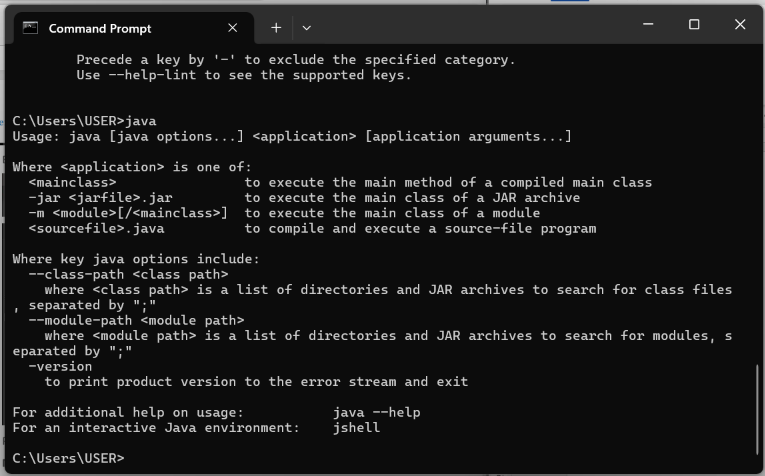 Command Prompt
Precede a key by '-' to exclude the specified category.
Use --help-lint to see the supported keys.
C:\Users\USER>java
Usage: java [java options...] <application> [application arguments...]
Where <application> is one of:
<mainclass> to execute the main method of a compiled main class
-jar <jarfile>.jar to execute the main class of a JAR archive
-m <module>[/<mainclass>] to execute the main class of a module
<sourcefile>.java to compile and execute a source-file program
Where key java options include:
--class-path <class path>
where <class path> is a list of directories and JAR archives to search for class files
, separated by ";"
--module-path <module path>
where <module path> is a list of directories and JAR archives to search for modules, s
eparated by ";"
-version
to print product version to the error stream and exit
For additional help on usage: java --help
For an interactive Java environment: jshell
C:\Users\USER>